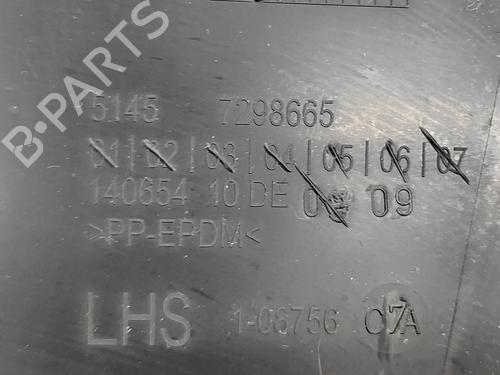 B-PARTS
5145 7298665
01 | 02 | 03 | 04 | 05 | 06 | 07
140654 10 DE 09
>PP-EPDM<
LHS 1-08756 C7A